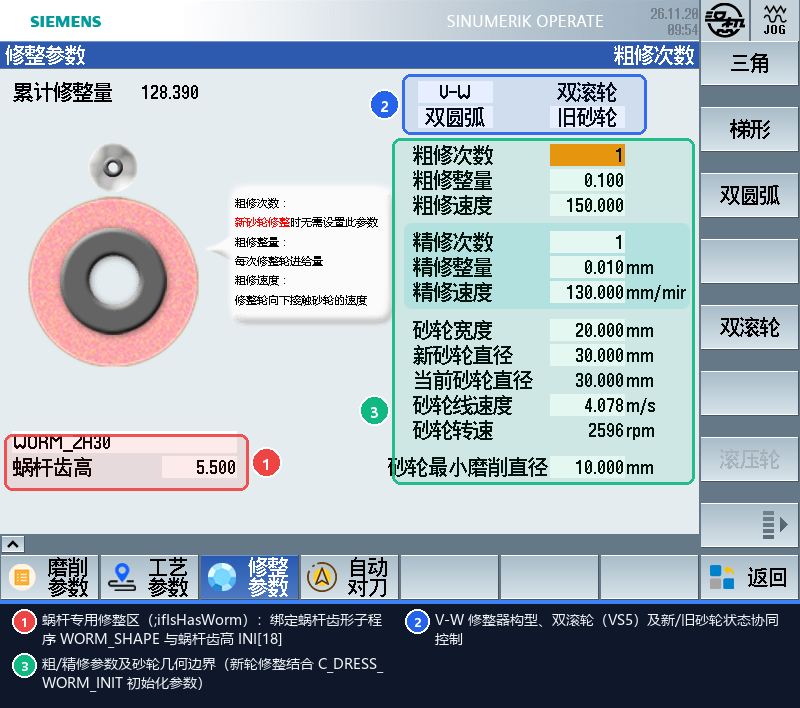 SIEMENS
SINUMERIK OPERATE
26.11.20
09:54
JOG
修整参数
粗修次数
三角
累计修整量 128.390
2
U-W 双滚轮
双圆弧 旧砂轮
梯形
粗修次数 1
粗修整量 0.100
粗修速度 150.000
双圆弧
粗修次数：
新砂轮修整时无需设置此参数
粗修整量：
每次修整轮进给量
粗修速度：
修整轮向下接触砂轮的速度
精修次数 1
精修整量 0.010 mm
精修速度 130.000 mm/mir
双滚轮
砂轮宽度 20.000 mm
新砂轮直径 30.000 mm
当前砂轮直径 30.000 mm
3
砂轮线速度 4.078 m/s
砂轮转速 2596 rpm
砂轮最小磨削直径 10.000 mm
滚压轮
WORM_ZH30
蜗杆齿高 5.500
1
磨削参数
工艺参数
修整参数
自动对刀
返回
1 蜗杆专用修整区（;ifIsHasWorm）: 绑定蜗杆齿形子程
序 WORM_SHAPE 与蜗杆齿高 INI[18]
2 V-W 修整器构型、双滚轮（VS5）及新/旧砂轮状态协同
控制
3 粗/精修参数及砂轮几何边界（新轮修整结合 C_DRESS_
WORM_INIT 初始化参数）